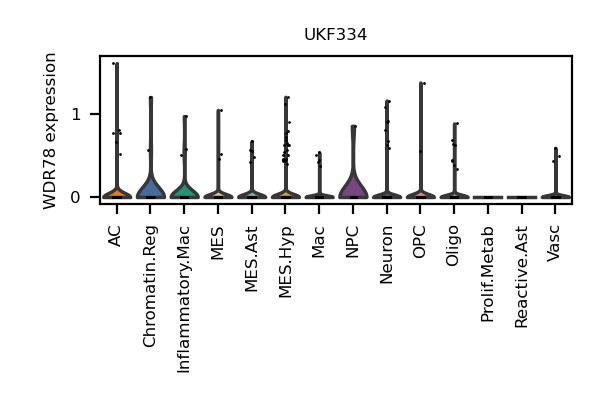 UKF334
WDR78 expression
1
0
AC
Chromatin.Reg
Inflammatory.Mac
MES
MES.Ast
MES.Hyp
Mac
NPC
Neuron
OPC
Oligo
Prolif.Metab
Reactive.Ast
Vasc